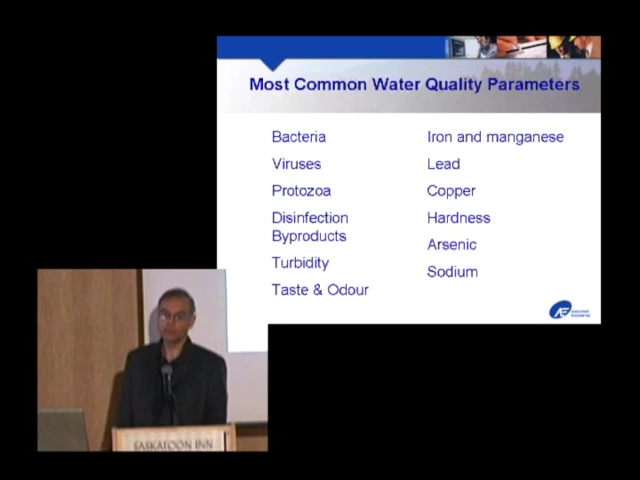 Most Common Water Quality Parameters
Bacteria
Viruses
Protozoa
Disinfection
Byproducts
Turbidity
Taste & Odour
Iron and manganese
Lead
Copper
Hardness
Arsenic
Sodium
SASKATOON INN